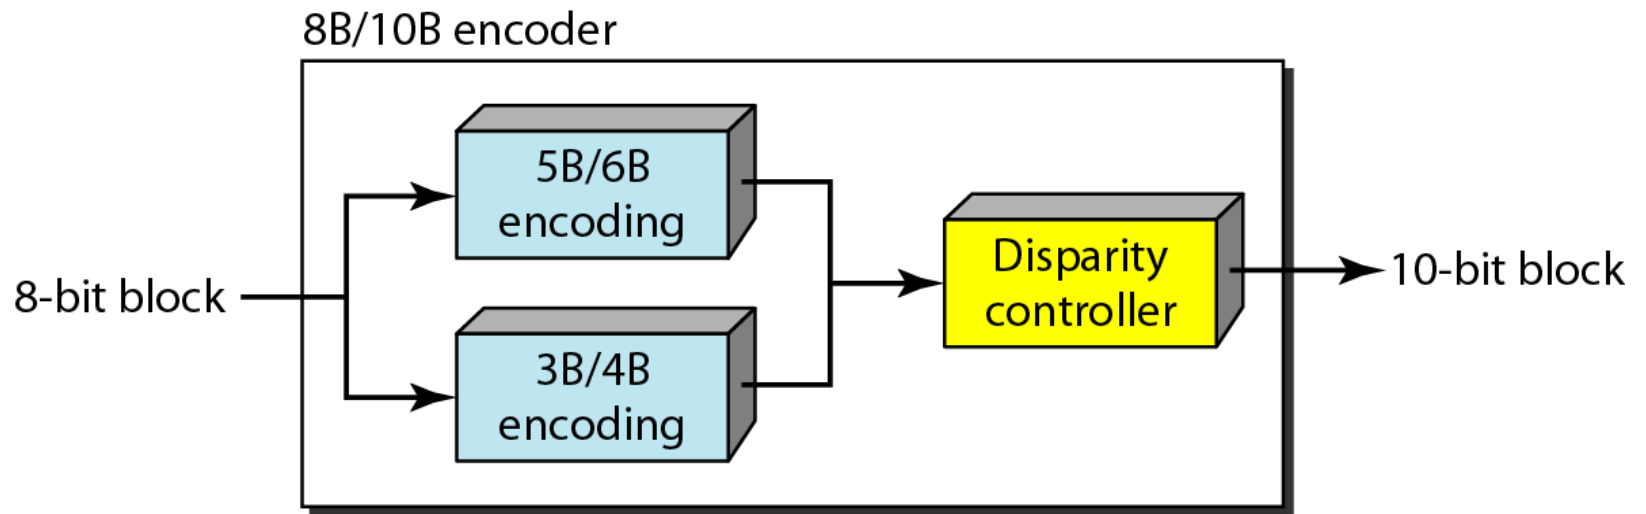 8B/10B encoder
5B/6B
encoding
8-bit block
3B/4B
encoding
Disparity
controller
10-bit block